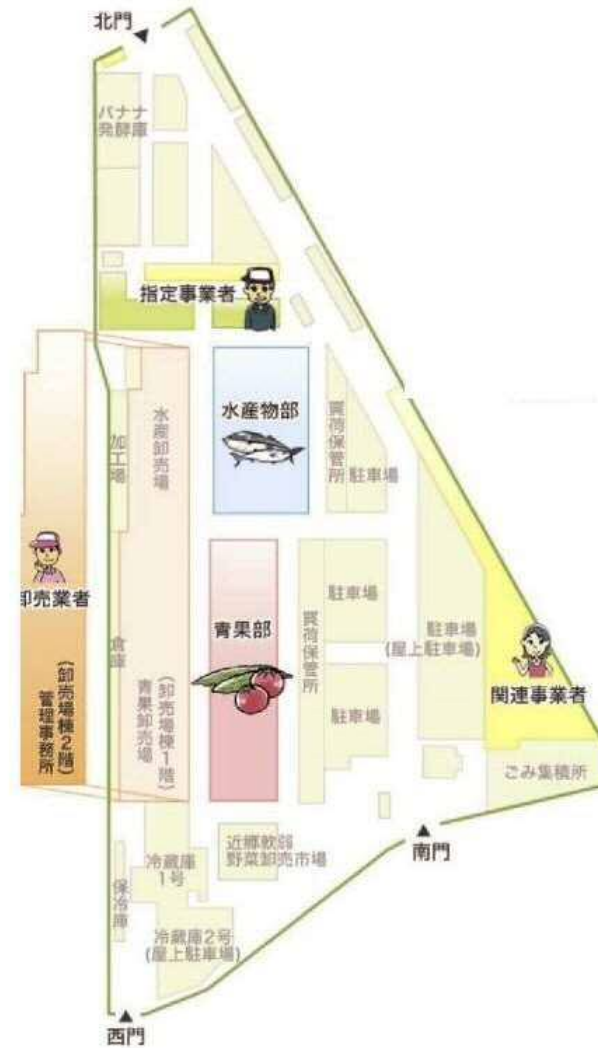 北門
バナナ
発酵庫
指定事業者
水産物部
加工場
水産卸売場
買荷保管所
駐車場
卸売業者
(卸売場棟2階)
管理事務所
倉庫
(卸売場棟1階)
青果卸売場
青果部
買荷保管所
駐車場
駐車場
駐車場
(屋上駐車場)
関連事業者
ごみ集積所
南門
近郷軟弱
野菜卸売市場
冷蔵庫
1号
保冷庫
冷蔵庫2号
(屋上駐車場)
西門